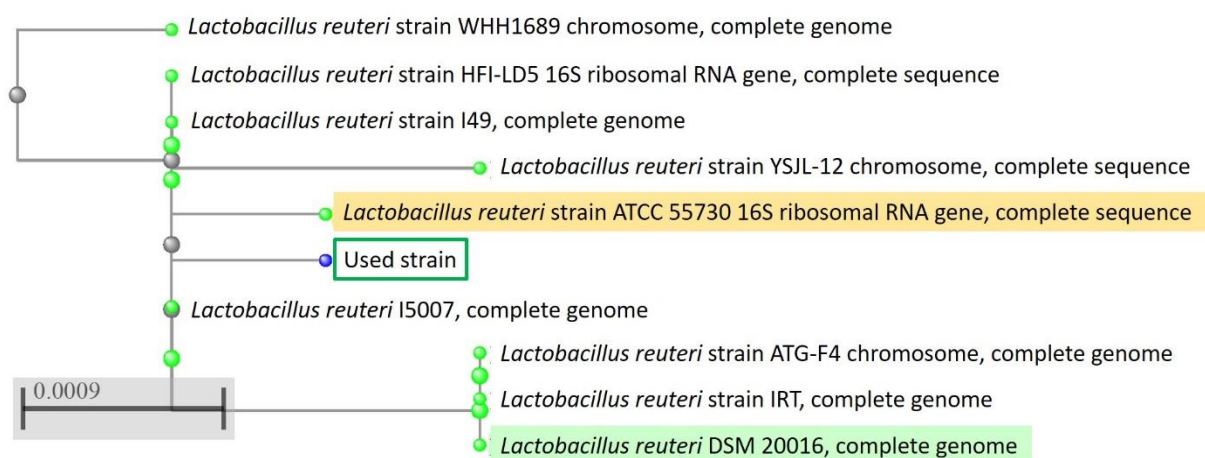 Lactobacillus reuteri strain WHH1689 chromosome, complete genome
Lactobacillus reuteri strain HFI-LD5 16S ribosomal RNA gene, complete sequence
Lactobacillus reuteri strain I49, complete genome
Lactobacillus reuteri strain YSJL-12 chromosome, complete sequence
Lactobacillus reuteri strain ATCC 55730 16S ribosomal RNA gene, complete sequence
Used strain
Lactobacillus reuteri I5007, complete genome
Lactobacillus reuteri strain ATG-F4 chromosome, complete genome
0.0009
Lactobacillus reuteri strain IRT, complete genome
Lactobacillus reuteri DSM 20016, complete genome